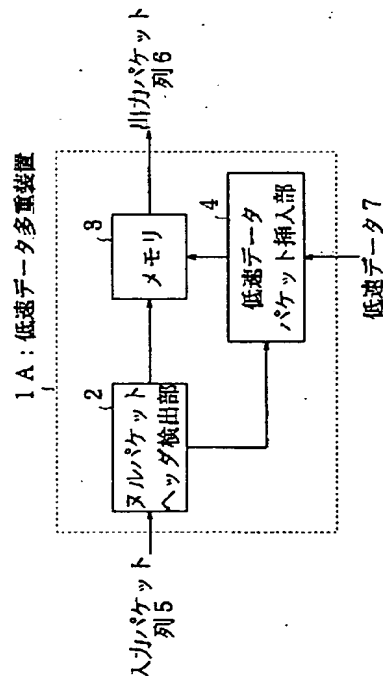 1A:低速データ多重装置
入力パケット
列5
2
ヌルパケット
ヘッダ検出部
3
メモリ
出力パケット
列6
4
低速データ
パケット挿入部
低速データ7